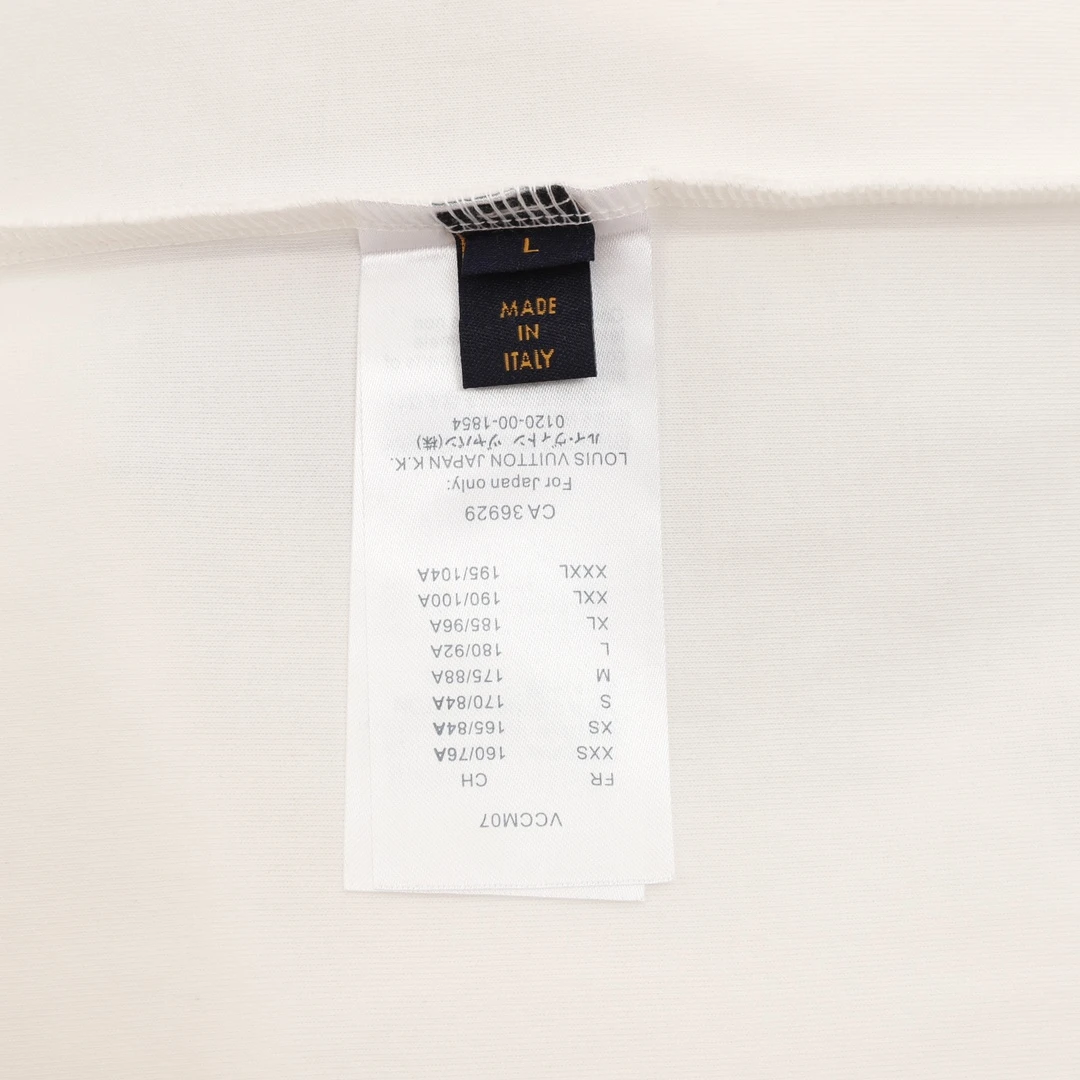 L
MADE
IN
ITALY
VCCM07
FR CH
XXS 160/76A
XS 165/84A
S 170/84A
M 175/88A
L 180/92A
XL 185/96A
XXL 190/100A
XXXL 195/104A
CA 36929
For Japan only:
LOUIS VUITTON JAPAN K.K.
ルイ・ヴィトン ジャパン(株)
0120-00-1854